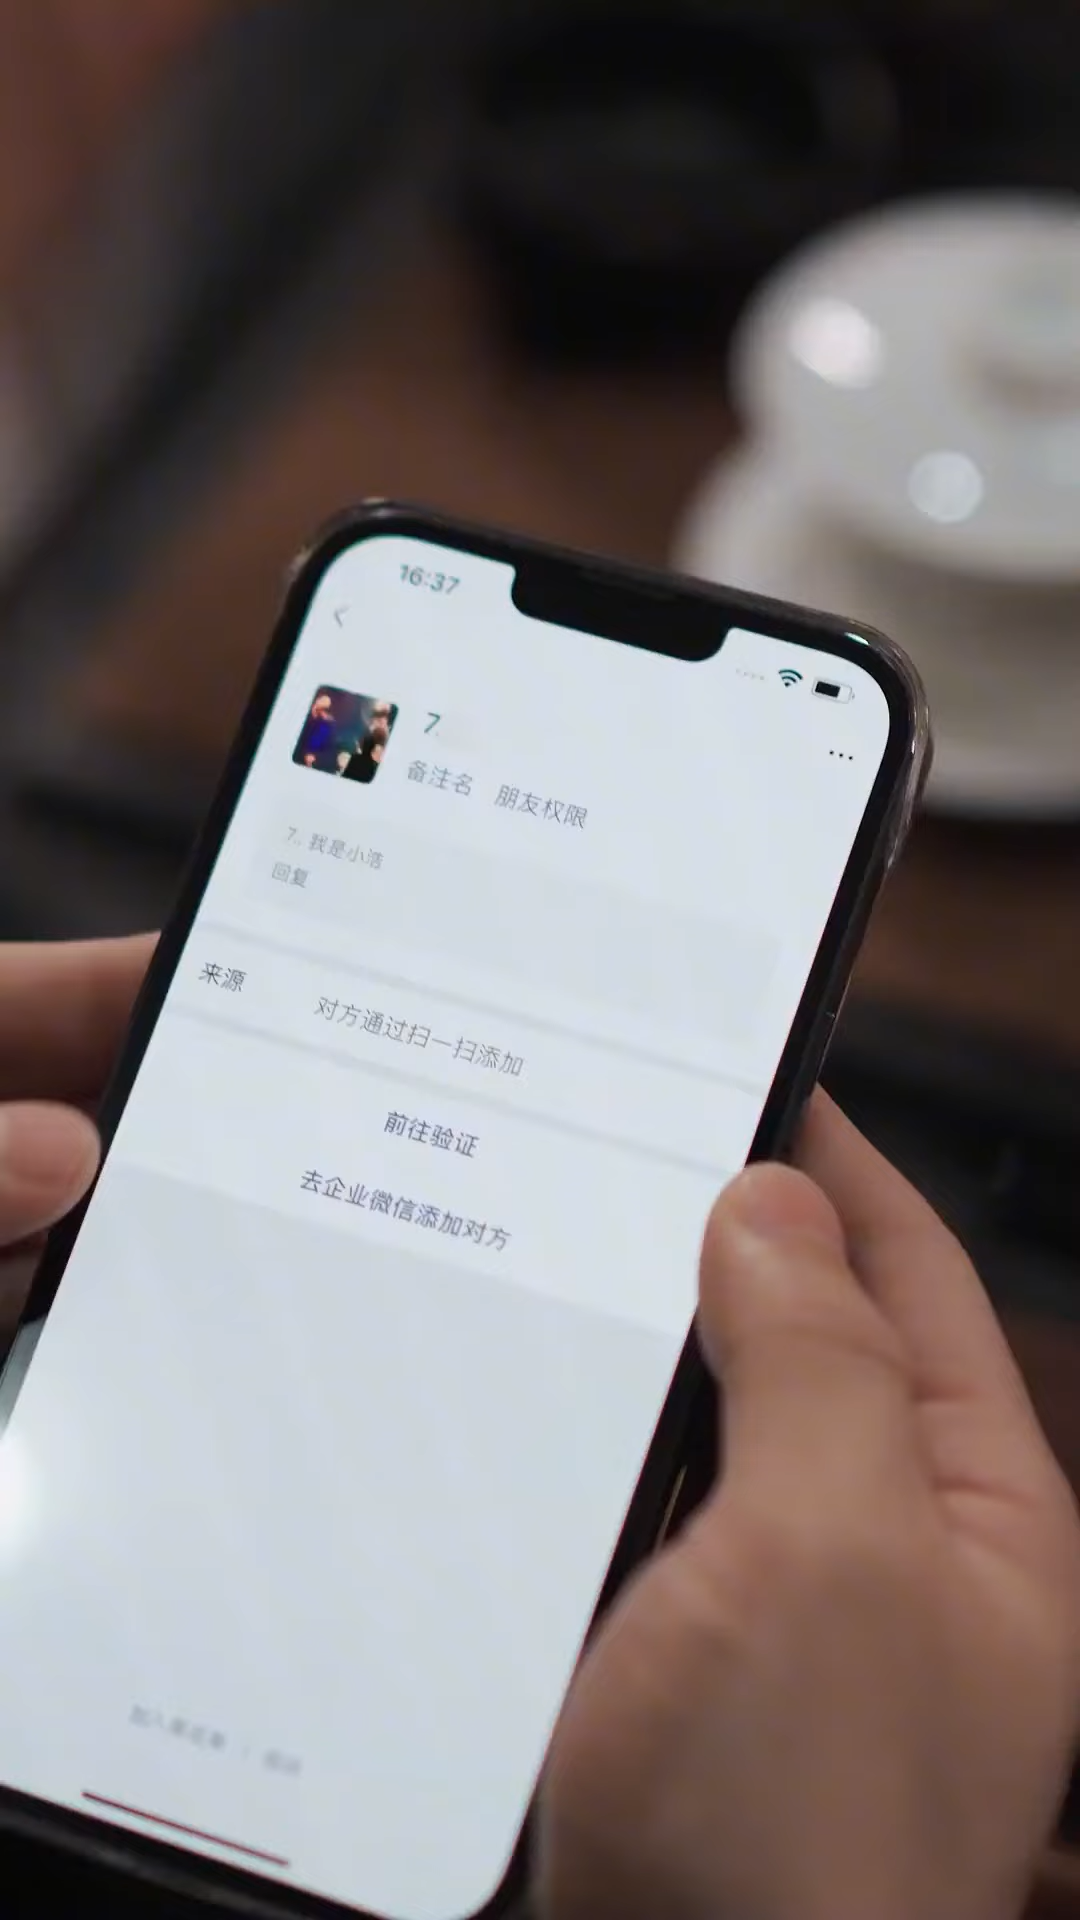 16:37
7.
备注名 朋友权限
7.. 我是小浩
回复
来源 对方通过扫一扫添加
前往验证
去企业微信添加对方